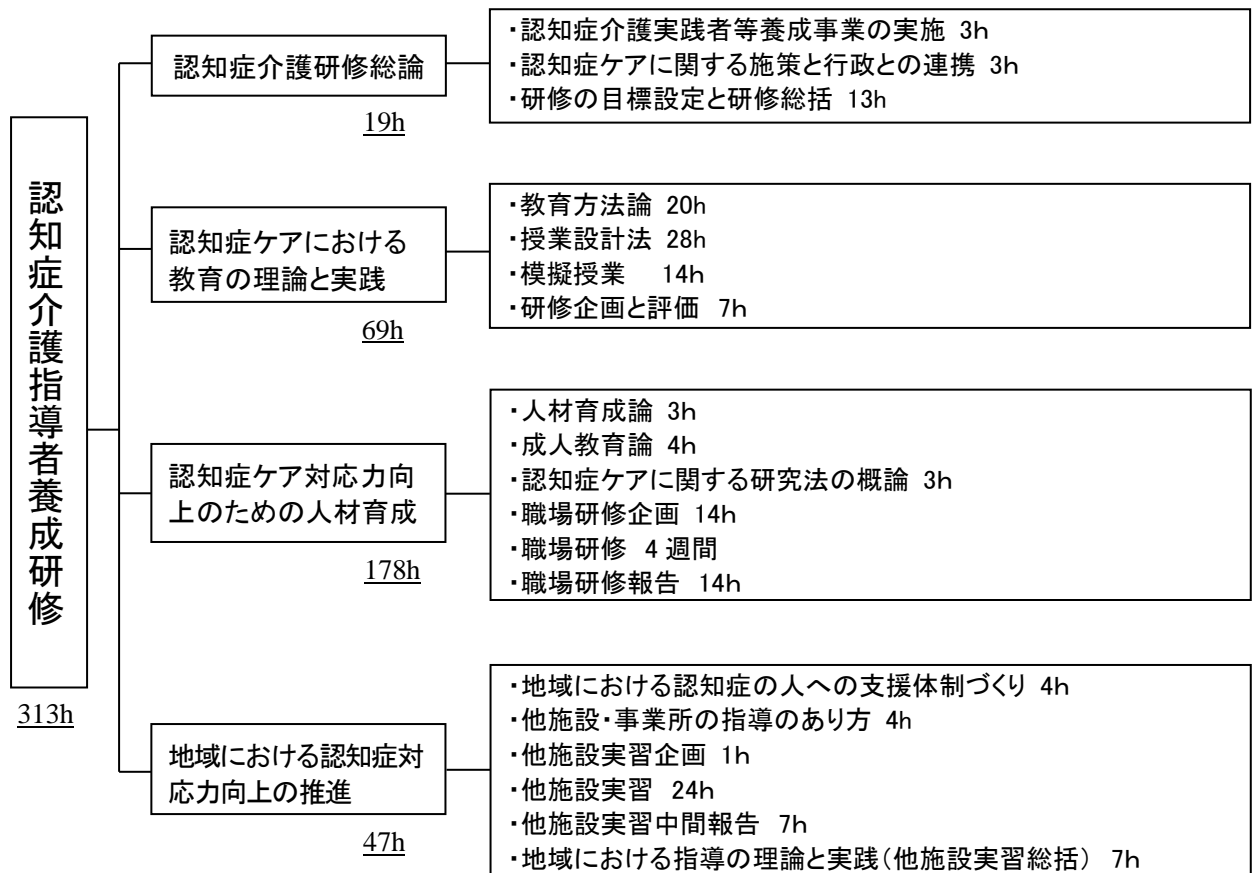 認知症介護指導者養成研修
313h
認知症介護研修総論
19h
・認知症介護実践者等養成事業の実施 3h
・認知症ケアに関する施策と行政との連携 3h
・研修の目標設定と研修総括 13h
認知症ケアにおける
教育の理論と実践
69h
・教育方法論 20h
・授業設計法 28h
・模擬授業 14h
・研修企画と評価 7h
認知症ケア対応力向
上のための人材育成
178h
・人材育成論 3h
・成人教育論 4h
・認知症ケアに関する研究法の概論 3h
・職場研修企画 14h
・職場研修 4週間
・職場研修報告 14h
地域における認知症対
応力向上の推進
47h
・地域における認知症の人への支援体制づくり 4h
・他施設・事業所の指導のあり方 4h
・他施設実習企画 1h
・他施設実習 24h
・他施設実習中間報告 7h
・地域における指導の理論と実践(他施設実習総括) 7h